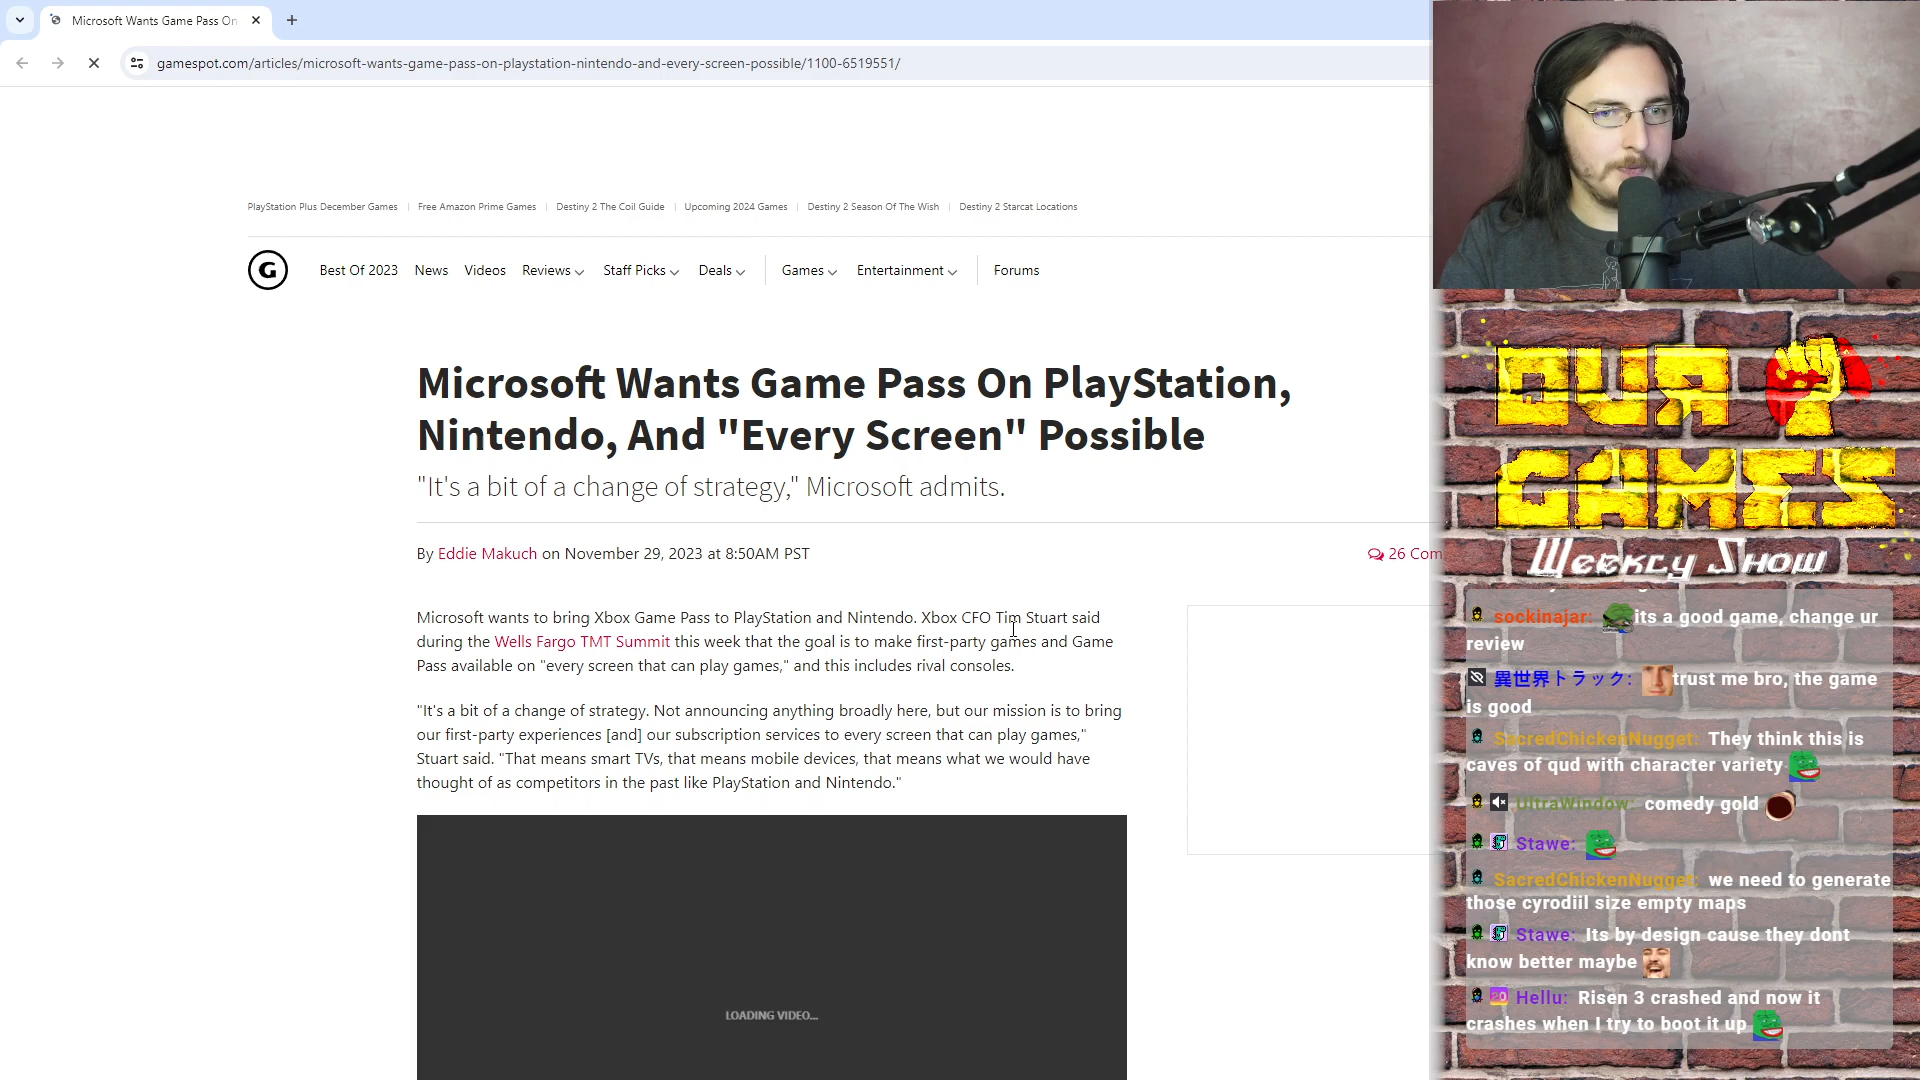 Microsoft Wants Game Pass On
gamespot.com/articles/microsoft-wants-game-pass-on-playstation-nintendo-and-every-screen-possible/1100-6519551/
PlayStation Plus December Games
Free Amazon Prime Games
Destiny 2 The Coil Guide
Upcoming 2024 Games
Destiny 2 Season Of The Wish
Destiny 2 Starcat Locations
G
Best Of 2023
News
Videos
Reviews
Staff Picks
Deals
Games
Entertainment
Forums
Microsoft Wants Game Pass On PlayStation,
Nintendo, And "Every Screen" Possible
"It's a bit of a change of strategy," Microsoft admits.
By Eddie Makuch on November 29, 2023 at 8:50AM PST
26 Com
Microsoft wants to bring Xbox Game Pass to PlayStation and Nintendo. Xbox CFO Tim Stuart said
during the Wells Fargo TMT Summit this week that the goal is to make first-party games and Game
Pass available on "every screen that can play games," and this includes rival consoles.
"It's a bit of a change of strategy. Not announcing anything broadly here, but our mission is to bring
our first-party experiences [and] our subscription services to every screen that can play games,"
Stuart said. "That means smart TVs, that means mobile devices, that means what we would have
thought of as competitors in the past like PlayStation and Nintendo."
LOADING VIDEO...
OUR
GAMES
Weekly Show
sockinajar: its a good game, change ur
review
異世界トラック: trust me bro, the game
is good
SacredChickenNugget: They think this is
caves of qud with character variety
UltraWindow: comedy gold
Stawe:
SacredChickenNugget: we need to generate
those cyrodiil size empty maps
Stawe: Its by design cause they dont
know better maybe
20 Hellu: Risen 3 crashed and now it
crashes when I try to boot it up